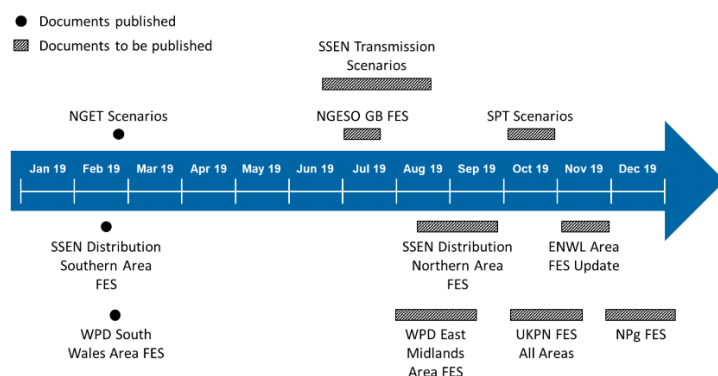 Documents published
Documents to be published
SSEN Transmission
Scenarios
NGET Scenarios
NGESO GB FES
SPT Scenarios
Jan 19 Feb 19 Mar 19 Apr 19 May 19 Jun 19 Jul 19 Aug 19 Sep 19 Oct 19 Nov 19 Dec 19
SSEN Distribution
Southern Area
FES
SSEN Distribution
Northern Area
FES
ENWL Area
FES Update
WPD South
Wales Area FES
WPD East
Midlands
Area FES
UKPN FES
All Areas
NPg FES